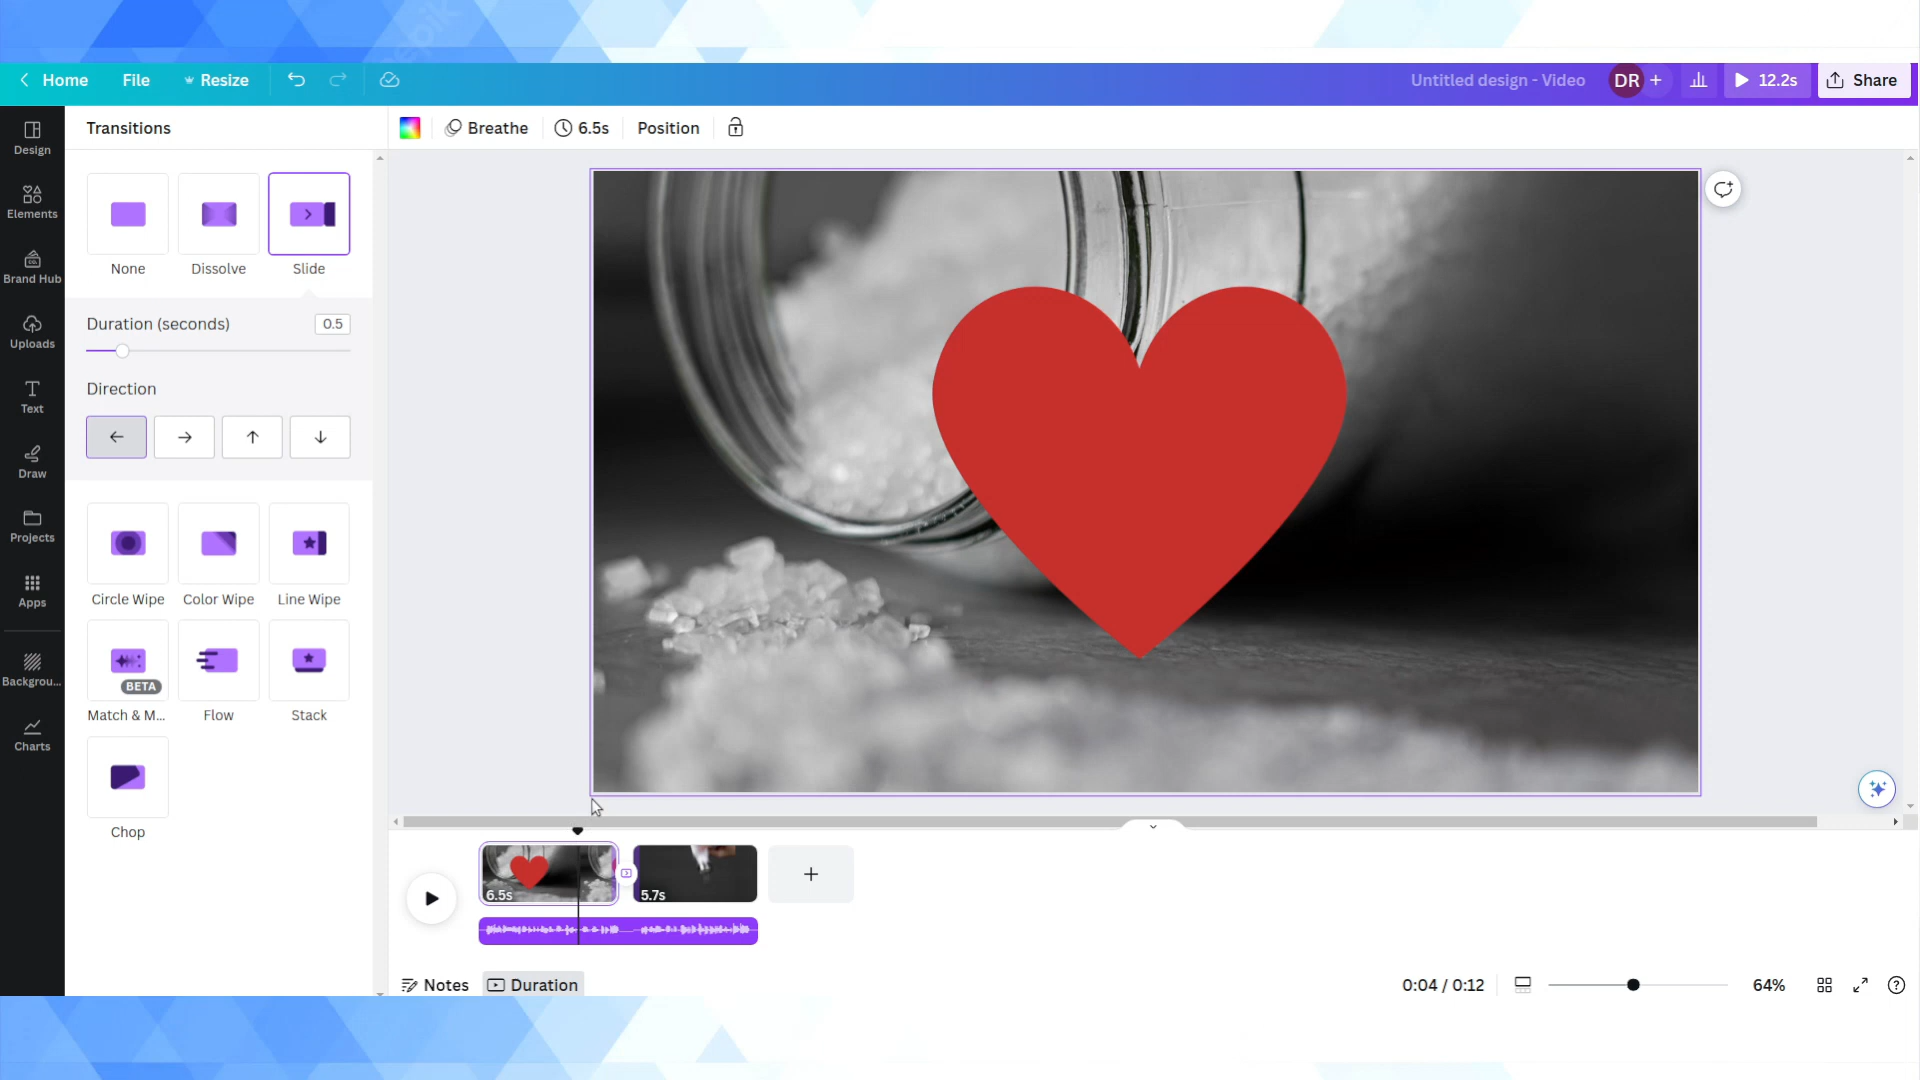 Home File Resize Untitled design - Video DR + 12.2s Share
Transitions Breathe 6.5s Position
Design
Elements
Brand Hub
Uploads
Text
Draw
Projects
Apps
Backgrou...
Charts
None Dissolve Slide
Duration (seconds) 0.5
Direction
Circle Wipe Color Wipe Line Wipe
BETA
Match & M... Flow Stack
Chop
6.5s 5.7s
Notes Duration 0:04 / 0:12 64%